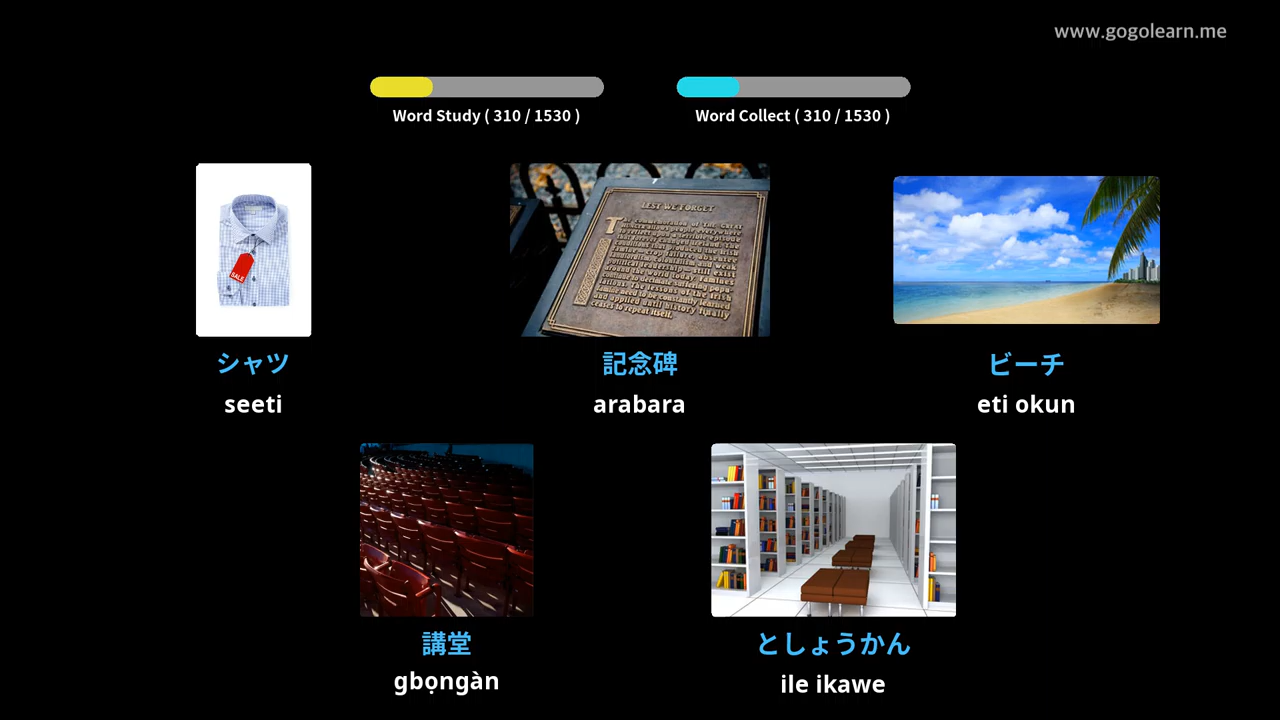 www.gogolearn.me
Word Study ( 310 / 1530 )
Word Collect ( 310 / 1530 )
SALE
LEST WE FORGET
シャツ
記念碑
ビーチ
seeti
arabara
eti okun
講堂
としょうかん
gbọngàn
ile ikawe